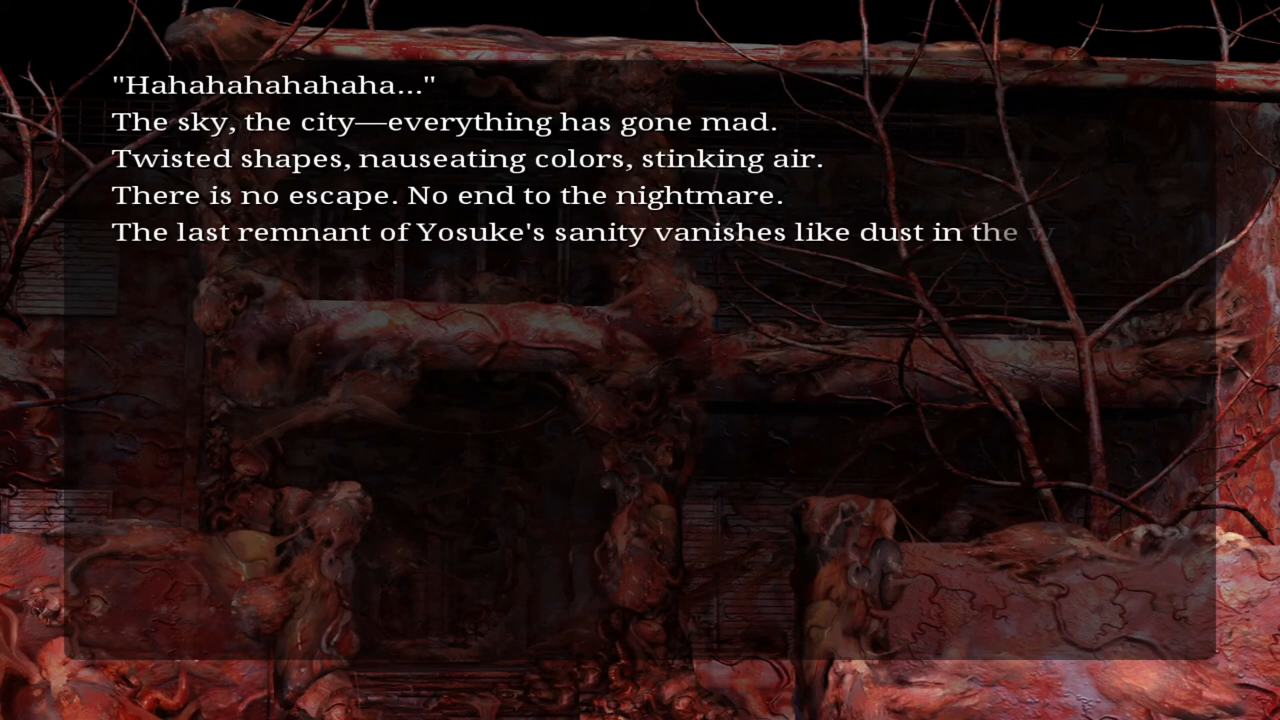 "Hahahahahahaha..."
The sky, the city—everything has gone mad.
Twisted shapes, nauseating colors, stinking air.
There is no escape. No end to the nightmare.
The last remnant of Yosuke's sanity vanishes like dust in the w